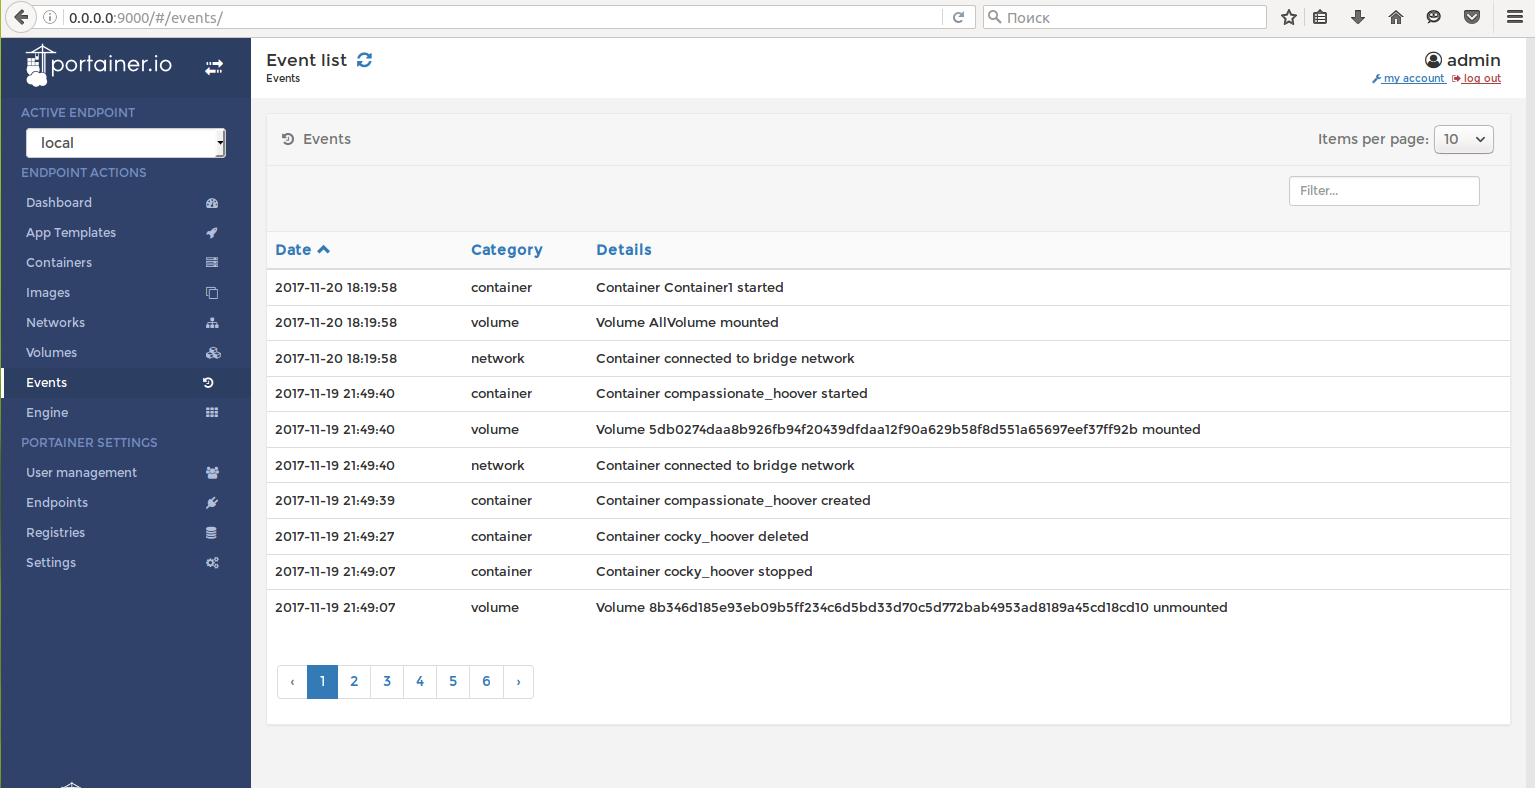 0.0.0.0:9000/#/events/
Поиск
portainer.io
ACTIVE ENDPOINT
local
ENDPOINT ACTIONS
Dashboard
App Templates
Containers
Images
Networks
Volumes
Events
Engine
PORTAINER SETTINGS
User management
Endpoints
Registries
Settings
Event list
Events
admin
my account log out
Events
Items per page: 10
Filter...
Date Category Details
2017-11-20 18:19:58 container Container Container1 started
2017-11-20 18:19:58 volume Volume AllVolume mounted
2017-11-20 18:19:58 network Container connected to bridge network
2017-11-19 21:49:40 container Container compassionate_hoover started
2017-11-19 21:49:40 volume Volume 5db0274daa8b926fb94f20439dfdaa12f90a629b58f8d551a65697eef37ff92b mounted
2017-11-19 21:49:40 network Container connected to bridge network
2017-11-19 21:49:39 container Container compassionate_hoover created
2017-11-19 21:49:27 container Container cocky_hoover deleted
2017-11-19 21:49:07 container Container cocky_hoover stopped
2017-11-19 21:49:07 volume Volume 8b346d185e93eb09b5ff234c6d5bd33d70c5d772bab4953ad8189a45cd18cd10 unmounted
‹ 1 2 3 4 5 6 ›